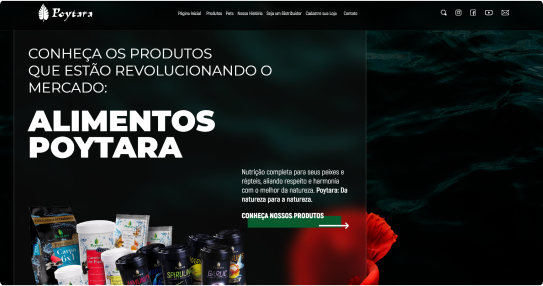 Poytara
Página Inicial Produtos Pets Nossa História Seja um Distribuidor Cadastre sua Loja Contato
CONHEÇA OS PRODUTOS
QUE ESTÃO REVOLUCIONANDO O
MERCADO:
ALIMENTOS
POYTARA
Nutrição completa para seus peixes e
répteis, aliando respeito e harmonia
com o melhor da natureza. Poytara: Da
natureza para a natureza.
CONHEÇA NOSSOS PRODUTOS
SPIRULINA
GARLIC